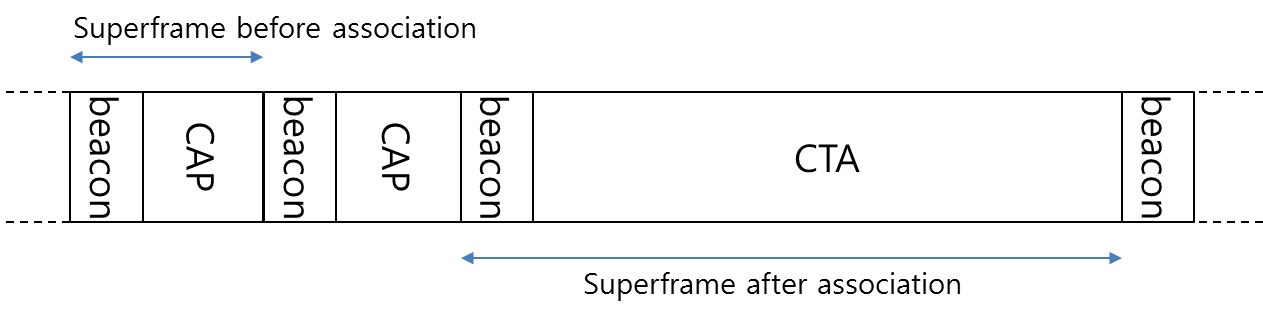 Superframe before association
beacon
CAP
beacon
CAP
beacon
CTA
beacon
Superframe after association